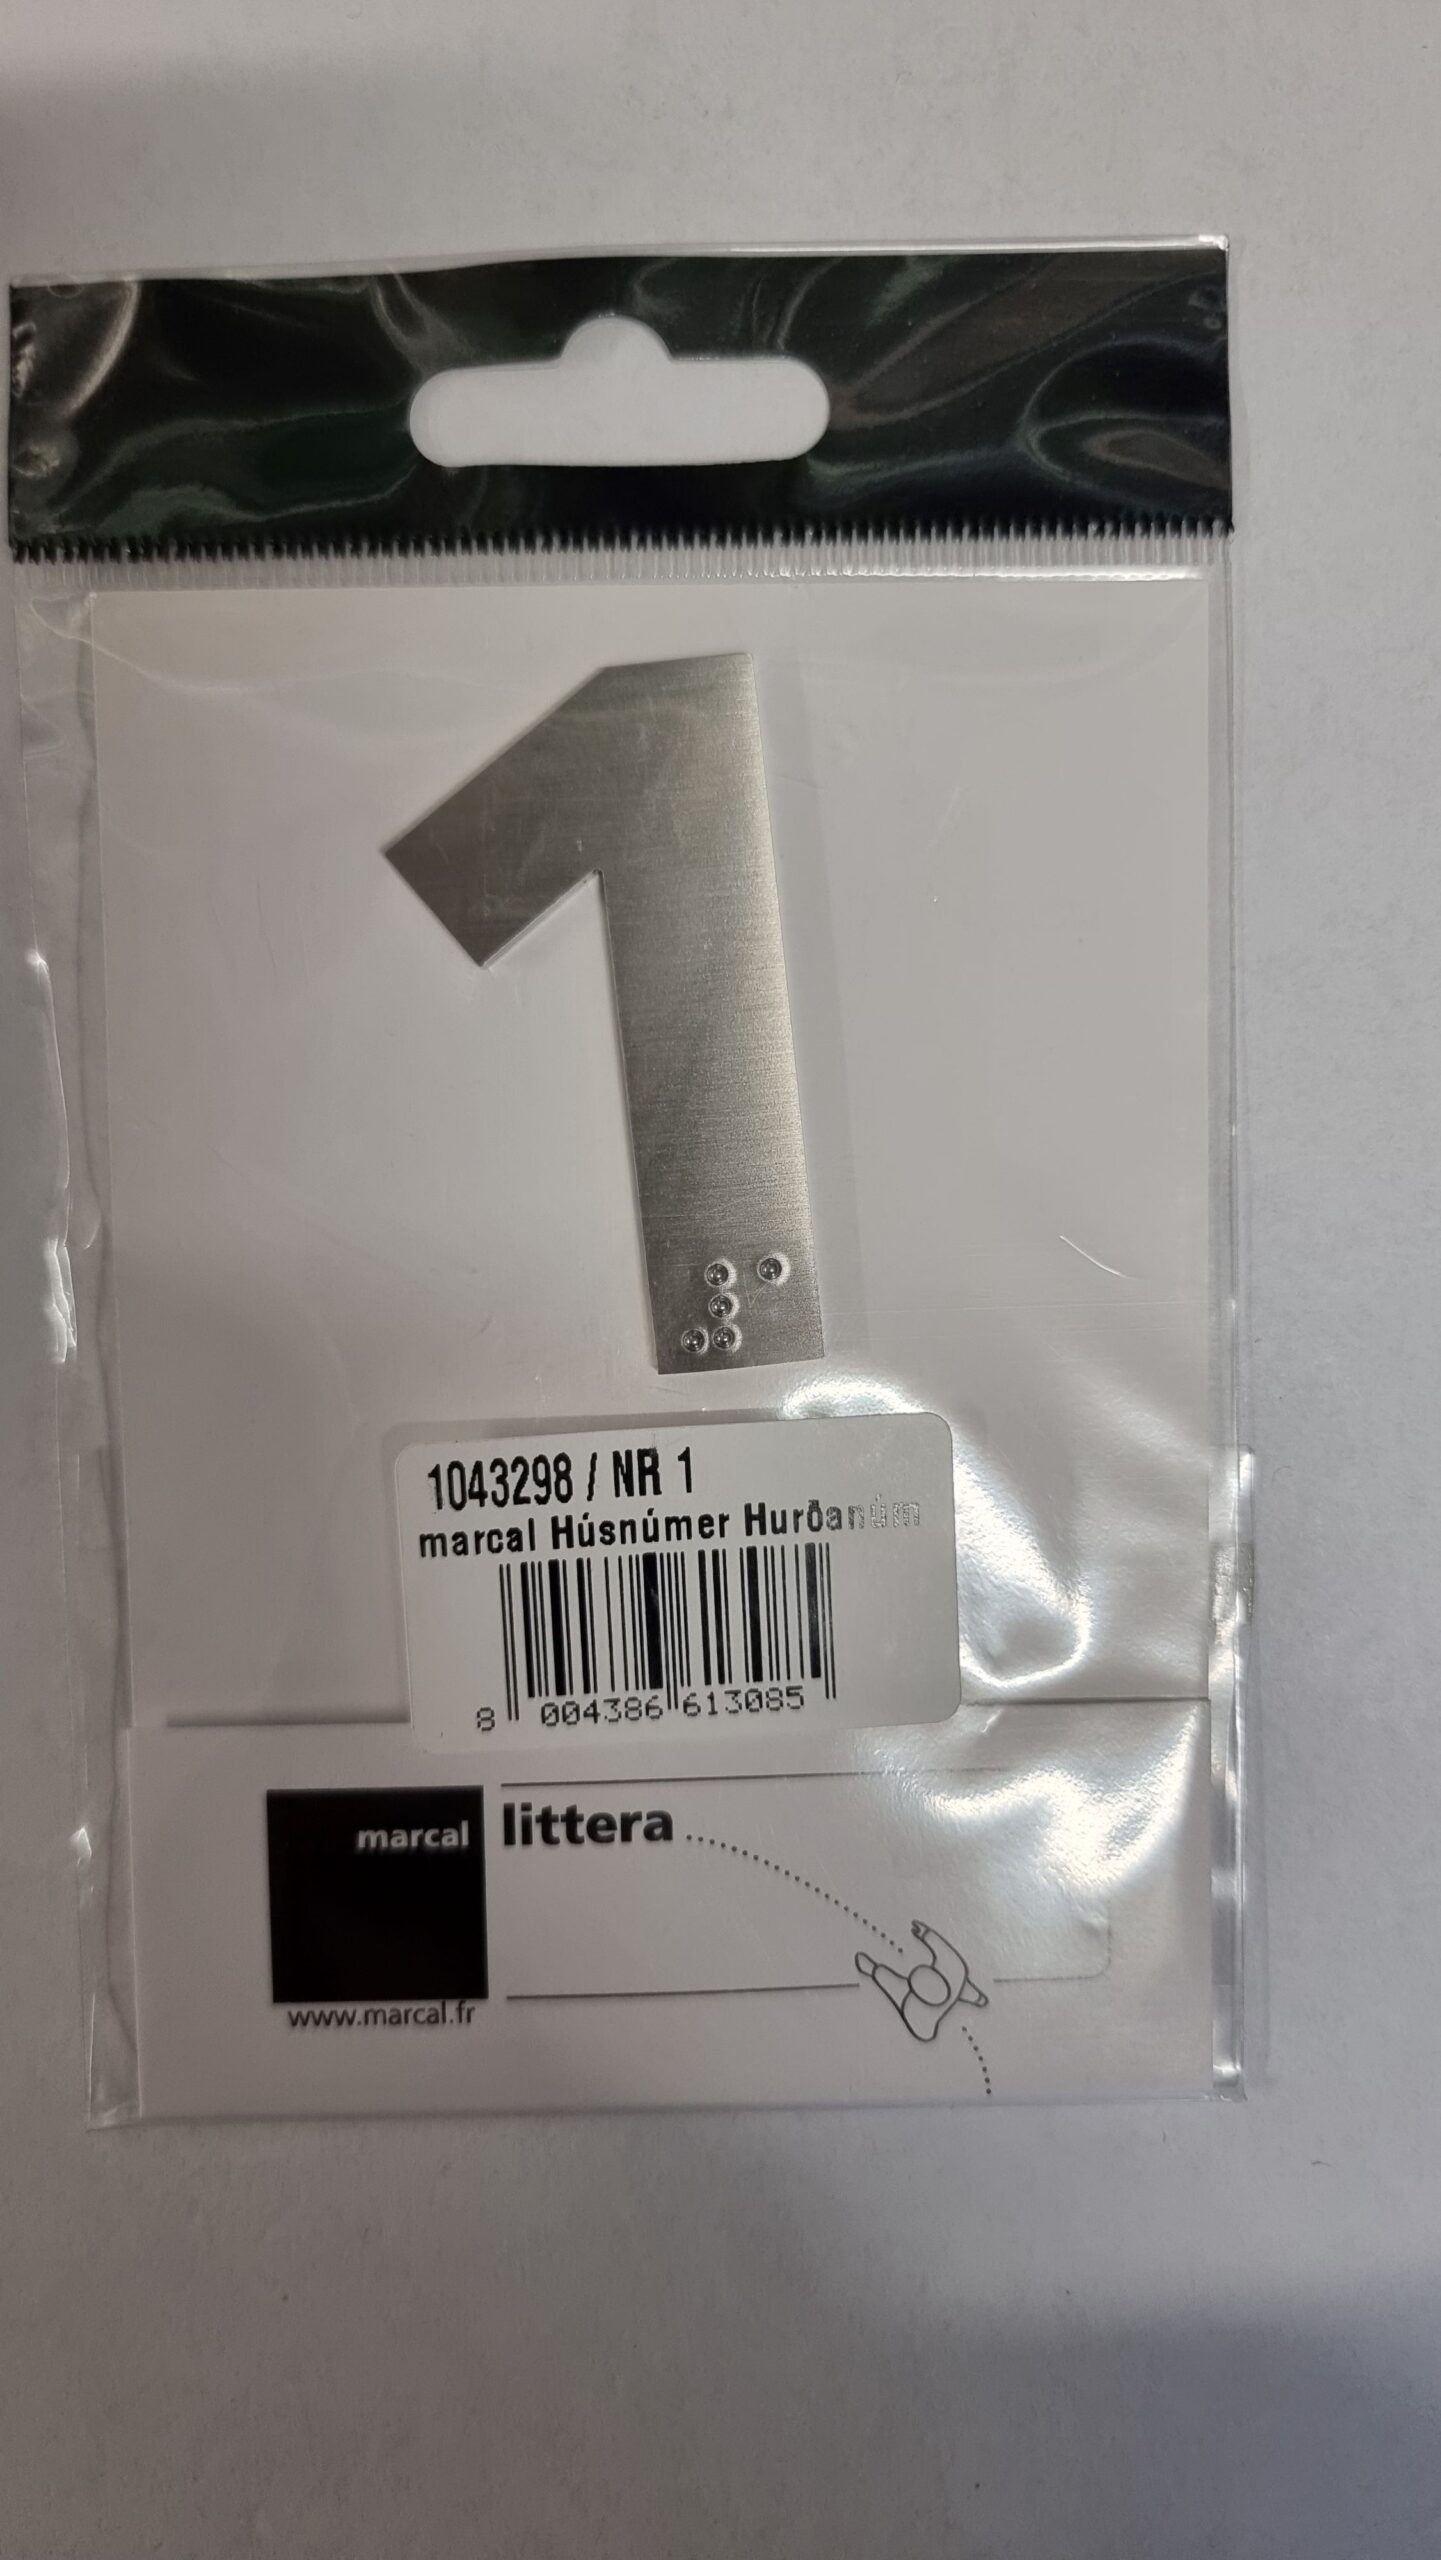 1
⠼⠁
1043298 / NR 1
marcal Húsnúmer Hurðanúm
8 004386 613085
marcal
littera
www.marcal.fr